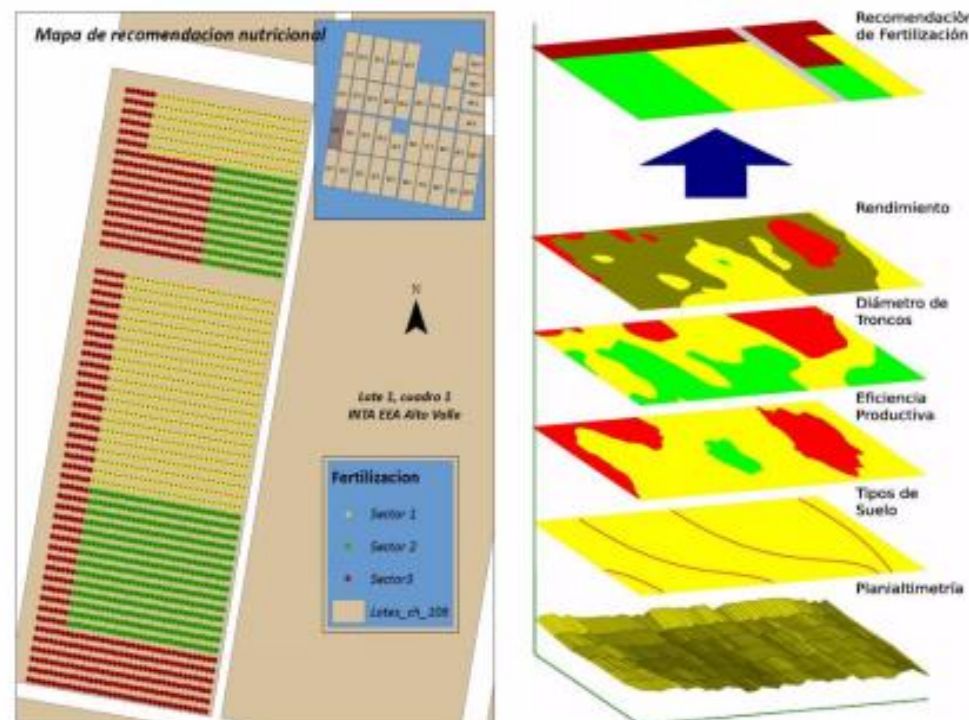 Mapa de recomendacion nutricional
N
Lote 1, cuadro 1
INTA EEA Alto Valle
Fertilizacion
Sector 1
Sector 2
Sector3
Recomendación
de Fertilización
Rendimiento
Diámetro de
Troncos
Eficiencia
Productiva
Tipos de
Suelo
Planialtimetría